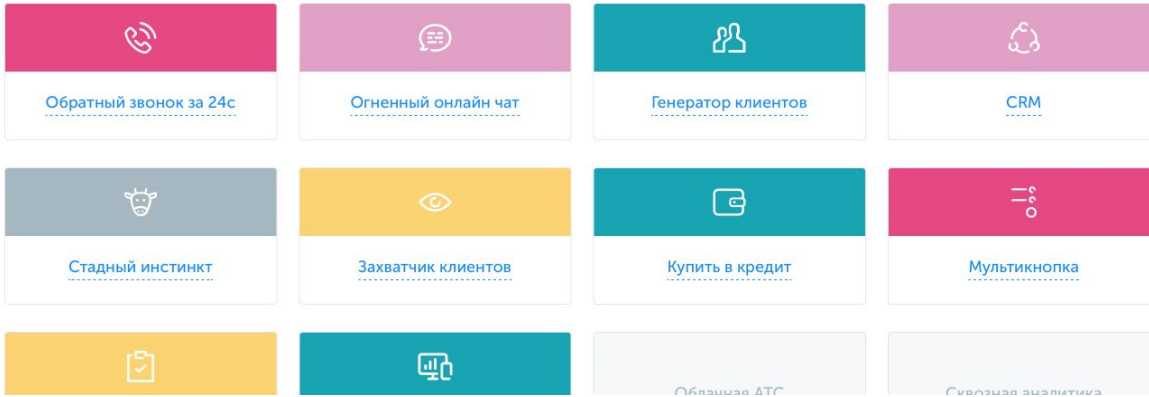 Обратный звонок за 24с
Огненный онлайн чат
Генератор клиентов
CRM
Стадный инстинкт
Захватчик клиентов
Купить в кредит
Мультикнопка
Облачная АТС
Сквозная аналитика